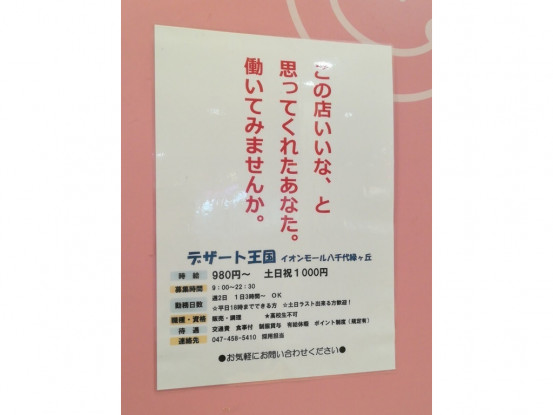 この店いいな、と
思ってくれたあなた。
働いてみませんか。
デザート王国 イオンモール八千代緑ヶ丘
時給 980円～ 土日祝1000円
募集時間 9:00～22:30
勤務日数 週2日 1日3時間～ OK
☆平日18時までできる方 ☆土日ラスト出来る方歓迎!
職種・資格 販売・調理 ★高校生不可
待遇 交通費 食事付 制服貸与 有給休暇 ポイント制度(規定有)
連絡先 047-458-5410 採用担当
●お気軽にお問い合わせください●